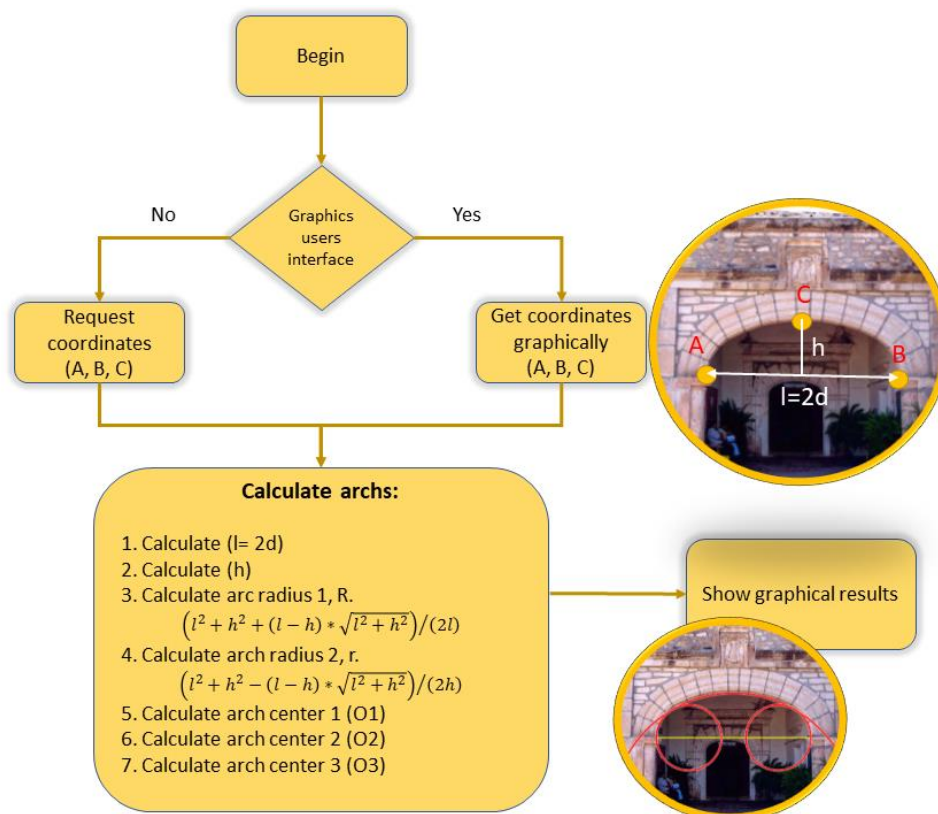 Begin
No
Graphics
users
interface
Yes
Request
coordinates
(A, B, C)
Get coordinates
graphically
(A, B, C)
C
A
h
B
l=2d
Calculate archs:
1. Calculate (l= 2d)
2. Calculate (h)
3. Calculate arc radius 1, R.
(l² + h² + (l − h) * √(l² + h²))/(2l)
4. Calculate arch radius 2, r.
(l² + h² − (l − h) * √(l² + h²))/(2h)
5. Calculate arch center 1 (O1)
6. Calculate arch center 2 (O2)
7. Calculate arch center 3 (O3)
Show graphical results